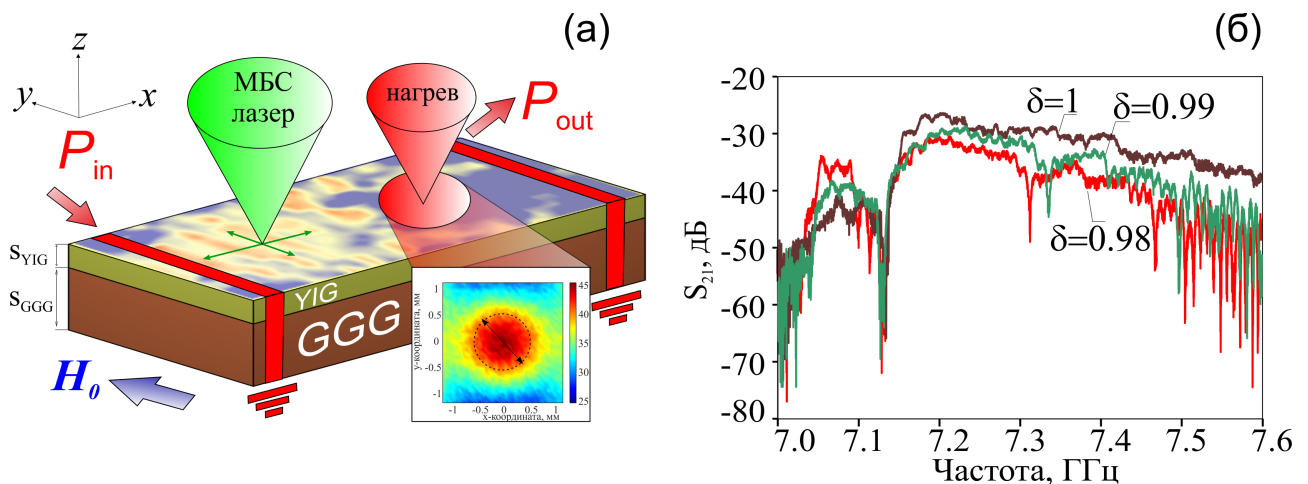 (а)
z
y
x
МБС
лазер
нагрев
P out
P in
S YIG
S GGG
YIG
GGG
H 0
y-координата, мм
1
0.5
0
-0.5
-1
-1
-0.5
0
0.5
1
x-координата, мм
45
40
35
30
25
(б)
S21, дБ
-20
-30
-40
-50
-60
-70
-80
δ=1
δ=0.99
δ=0.98
7.0
7.1
7.2
7.3
7.4
7.5
7.6
Частота, ГГц